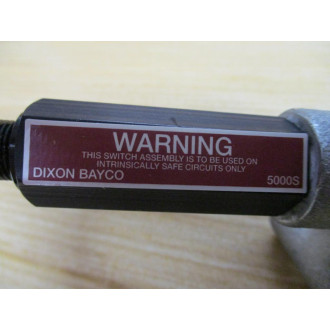 WARNING
THIS SWITCH ASSEMBLY IS TO BE USED ON
INTRINSICALLY SAFE CIRCUITS ONLY
DIXON BAYCO 5000S